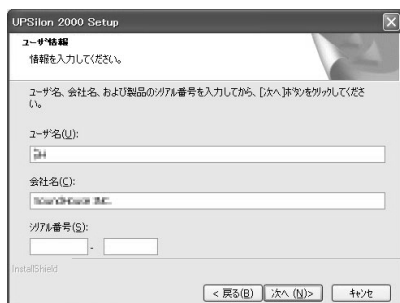 UPSilon 2000 Setup
ユーザ情報
情報を入力してください。
ユーザ名、会社名、および製品のシリアル番号を入力してから、[次へ]ボタンをクリックしてくださ
い。
ユーザ名(U):
会社名(C):
シリアル番号(S):
-
InstallShield
< 戻る(B)
次へ (N)>
キャンセ